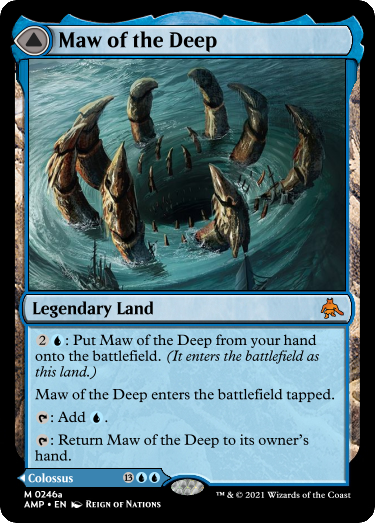 Maw of the Deep
Legendary Land
2 : Put Maw of the Deep from your hand
onto the battlefield. (It enters the battlefield as
this land.)
Maw of the Deep enters the battlefield tapped.
: Add .
: Return Maw of the Deep to its owner's
hand.
Colossus 13
M 0246a
AMP • EN Reign of Nations
™ & © 2021 Wizards of the Coast